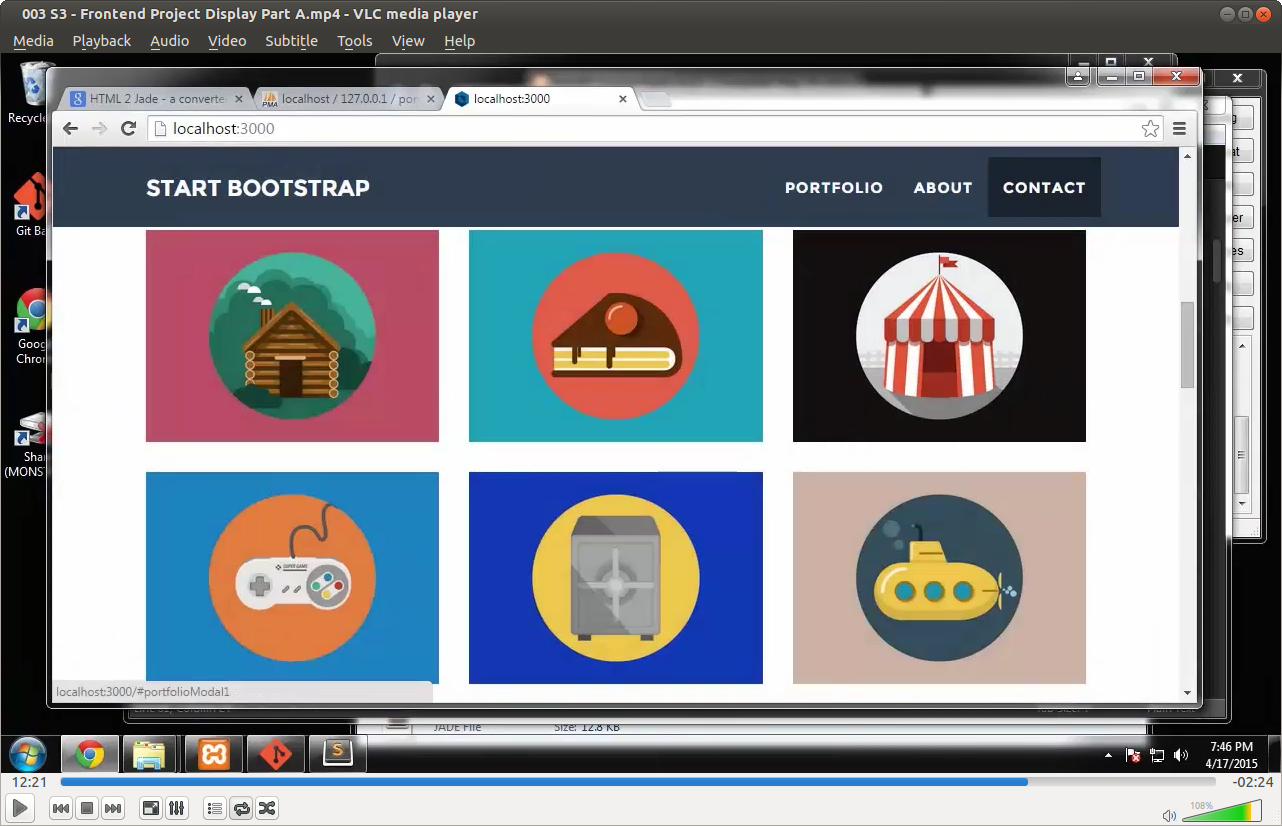 003 S3 - Frontend Project Display Part A.mp4 - VLC media player
Media Playback Audio Video Subtitle Tools View Help
HTML 2 Jade - a converte
localhost / 127.0.0.1 / por
localhost:3000
localhost:3000
START BOOTSTRAP
PORTFOLIO ABOUT CONTACT
Recycle
Git Ba
Goog
Chron
Shar
(MONST
SUPER GAME
localhost:3000/#portfolioModal1
JADE File Size: 12.8 KB
7:46 PM
4/17/2015
12:21
-02:24
108%